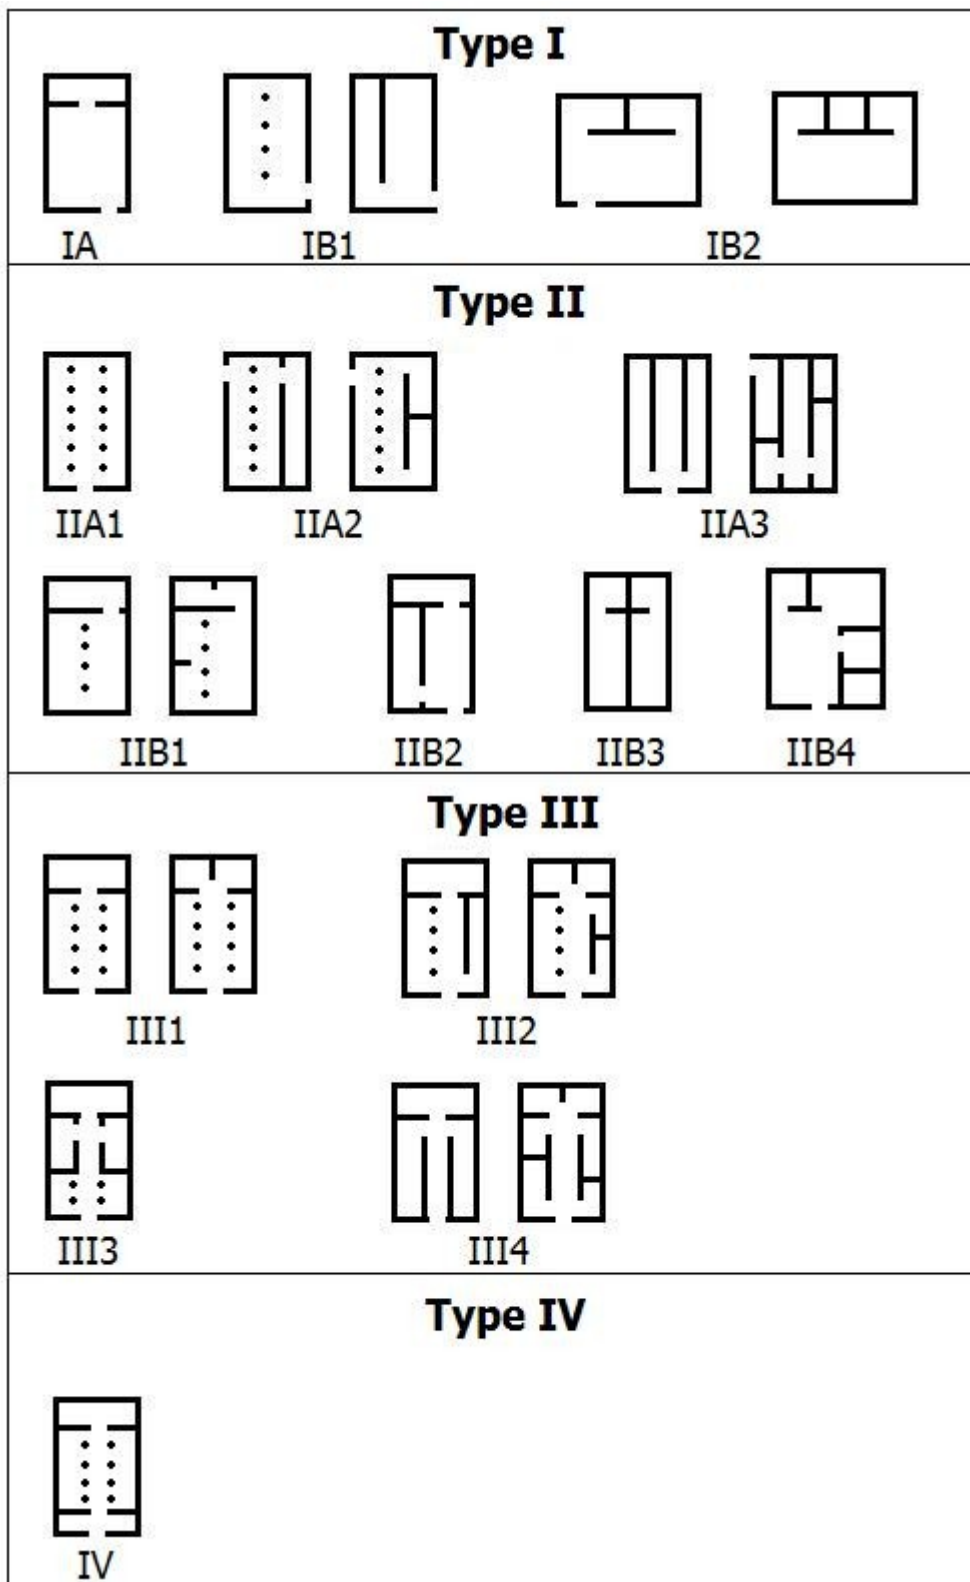 Type I
IA IB1 IB2
Type II
IIA1 IIA2 IIA3
IIB1 IIB2 IIB3 IIB4
Type III
III1 III2
III3 III4
Type IV
IV